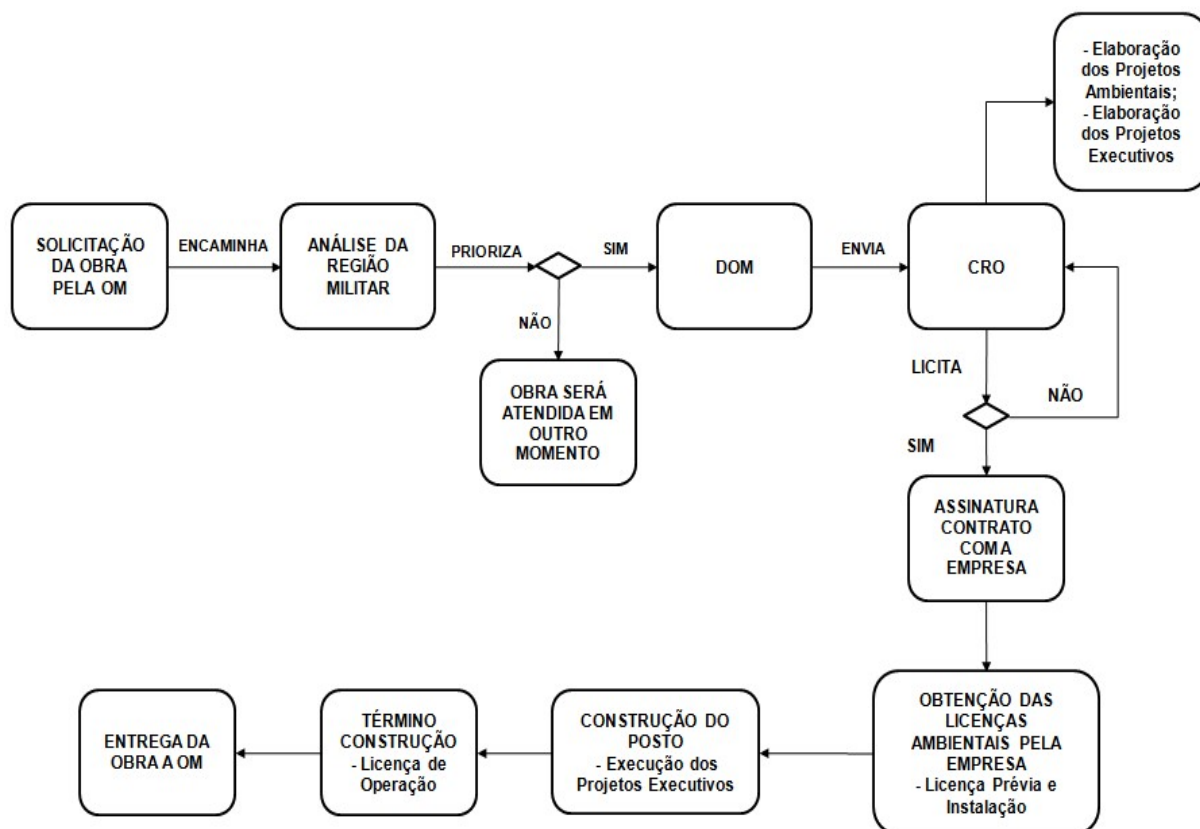 - Elaboração
dos Projetos
Ambientais;
- Elaboração
dos Projetos
Executivos
SOLICITAÇÃO
DA OBRA
PELA OM
ENCAMINHA
ANÁLISE DA
REGIÃO
MILITAR
PRIORIZA
SIM
DOM
ENVIA
CRO
NÃO
OBRA SERÁ
ATENDIDA EM
OUTRO
MOMENTO
LICITA
NÃO
SIM
ASSINATURA
CONTRATO
COM A
EMPRESA
OBTENÇÃO DAS
LICENÇAS
AMBIENTAIS PELA
EMPRESA
- Licença Prévia e
Instalação
CONSTRUÇÃO DO
POSTO
- Execução dos
Projetos Executivos
TÉRMINO
CONSTRUÇÃO
- Licença de
Operação
ENTREGA DA
OBRA A OM